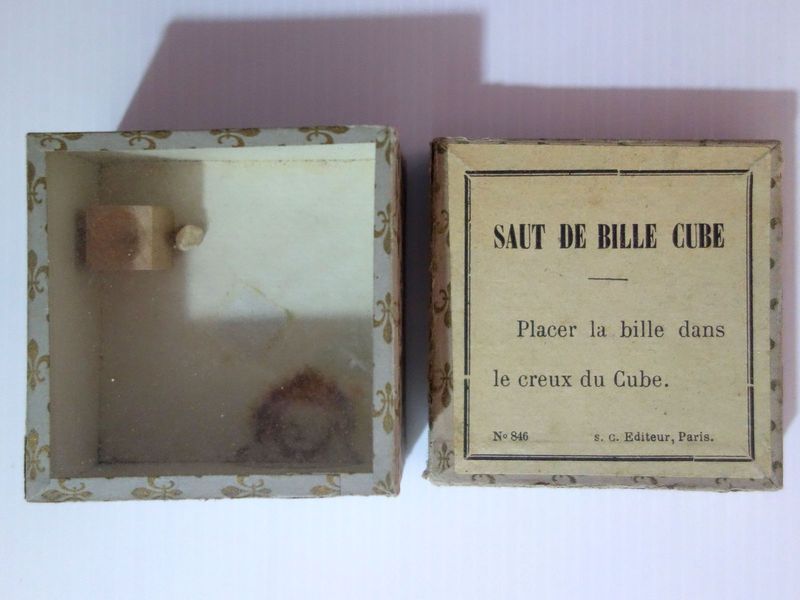 SAUT DE BILLE CUBE
Placer la bille dans
le creux du Cube.
No 846 S. G. Editeur, Paris.